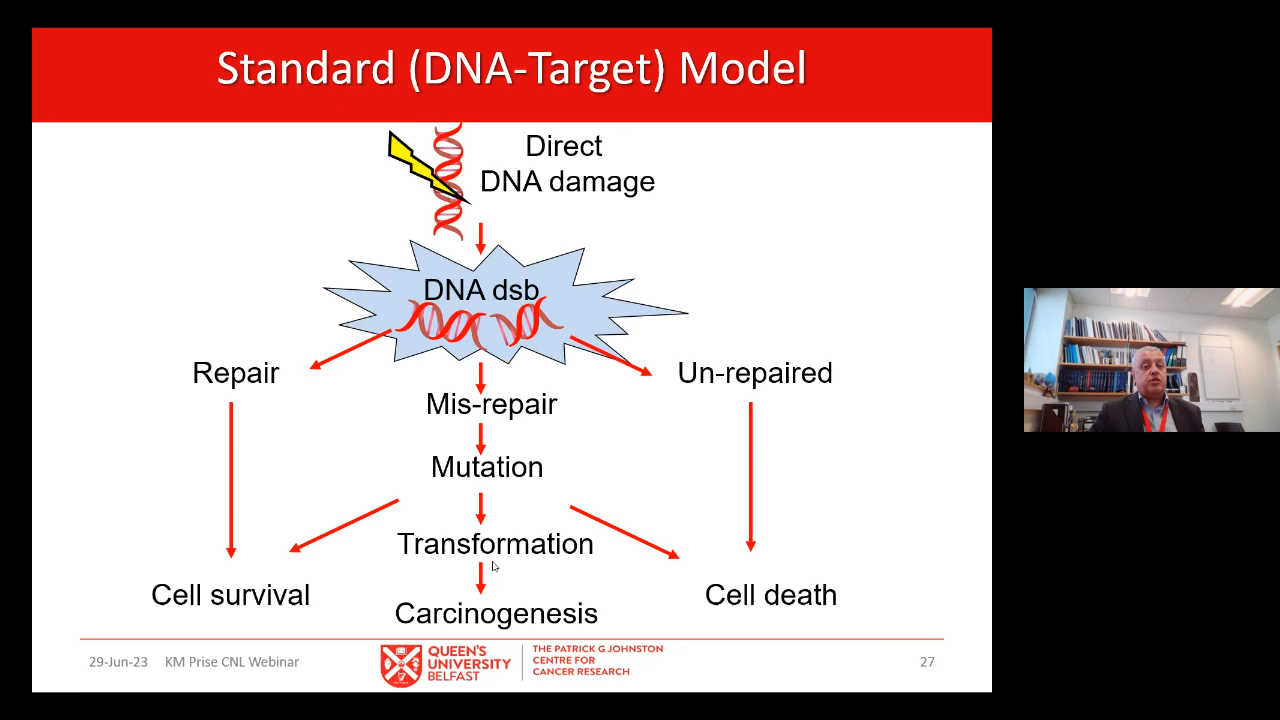 Standard (DNA-Target) Model
Direct
DNA damage
DNA dsb
Repair
Un-repaired
Mis-repair
Mutation
Transformation
Cell survival
Cell death
Carcinogenesis
29-Jun-23
KM Prise CNL Webinar
QUEEN'S
UNIVERSITY
BELFAST
THE PATRICK G JOHNSTON
CENTRE FOR
CANCER RESEARCH
27